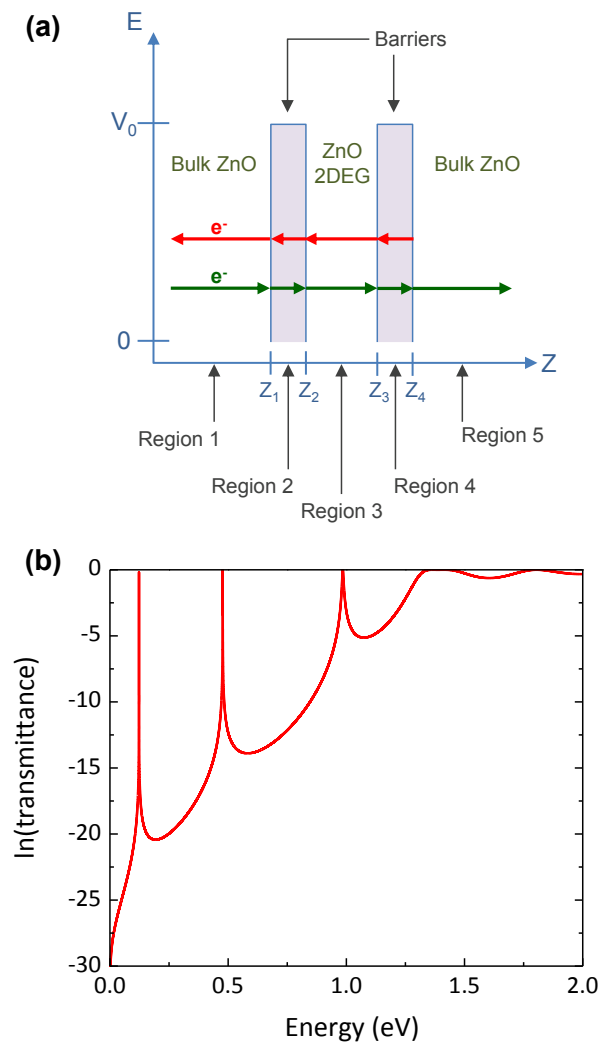 (a)
E
Barriers
V0
Bulk ZnO
ZnO
2DEG
Bulk ZnO
e-
e-
0
Z
Z1
Z2
Z3
Z4
Region 1
Region 5
Region 2
Region 4
Region 3
(b)
0
-5
-10
-15
-20
-25
-30
ln(transmittance)
0.0
0.5
1.0
1.5
2.0
Energy (eV)